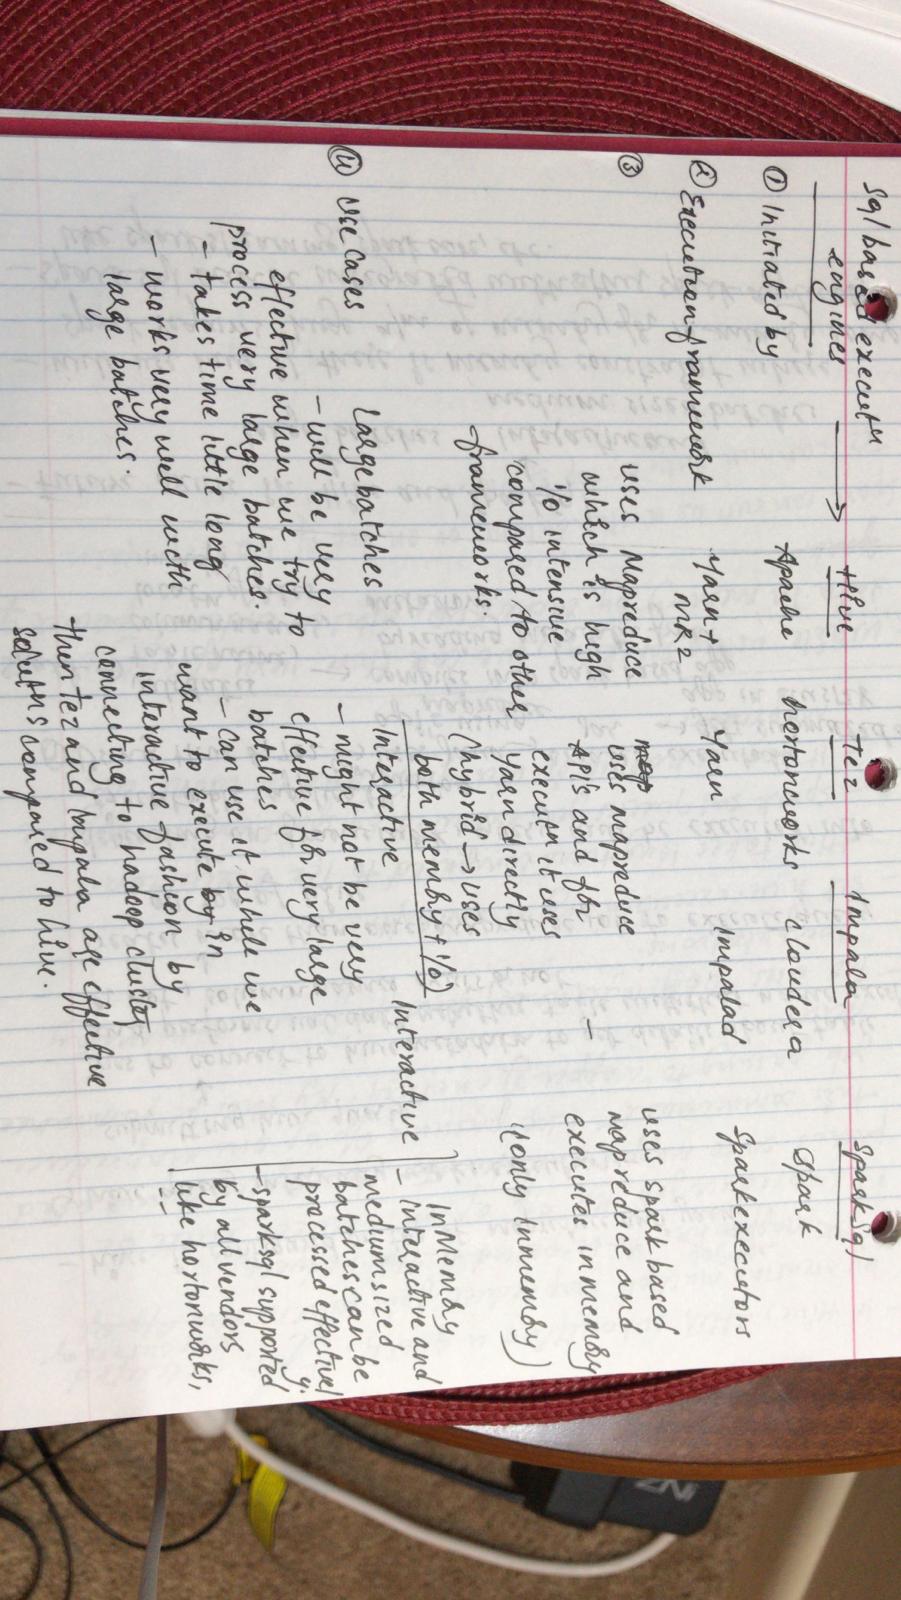 Sql based executn
engines → Hive Tez Impala Spark Sql
① Initiated by Apache hortonworks cloudera Spark
② Execution framework Yarn + Yarn Impalad Spark executors
MR2
③ uses Mapreduce uses mapreduce – uses spark based
which is high APIs and for mapreduce and
i/o intensive executn it uses executes in memory
compared to other Yarn directly
frameworks. (hybrid → uses (only inmemory)
both memory + i/o)
④ Use cases Large batches Interactive Interactive In Memory
– will be very – might not be very – interactive and
effective when we try to effective for very large medium sized
process very large batches. batches batches can be
– takes time little long – can use it while we processed effectively.
– works very well with want to execute by in – sparksql supported
large batches. interactive fashion by by all vendors
connecting to hadoop cluster, like hortonworks,
then tez and impala are effective
solutns compared to hive.